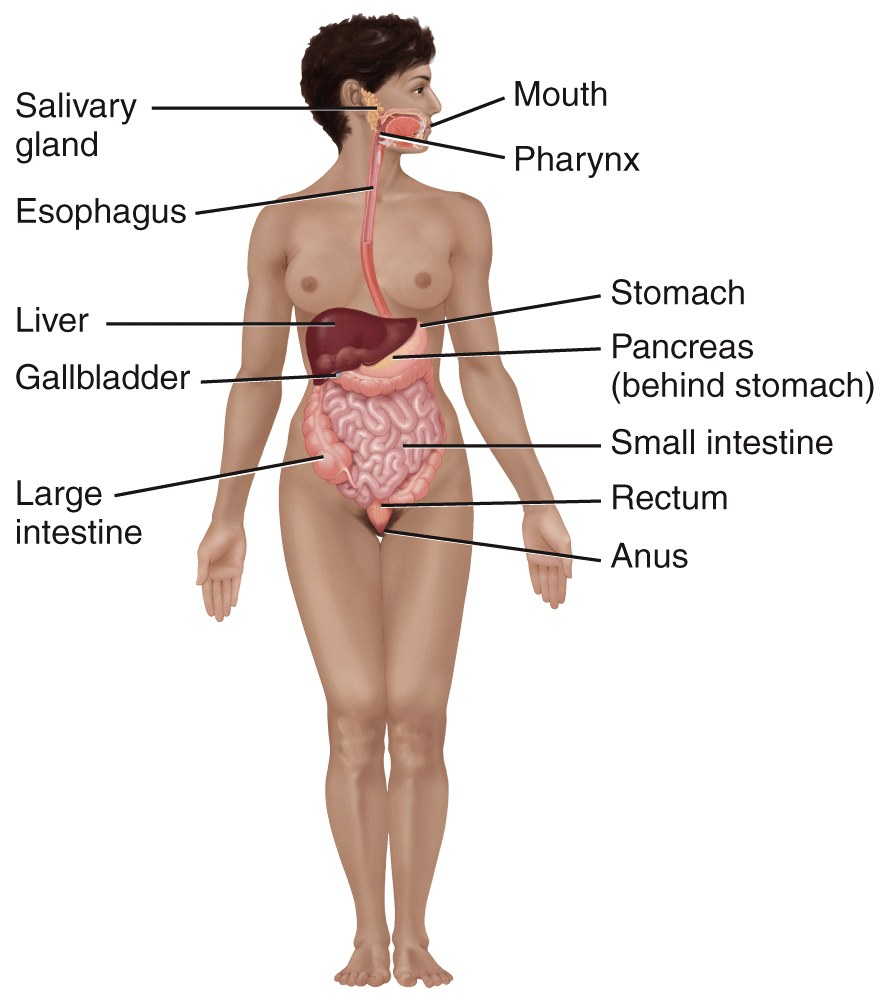 Salivary
gland
Esophagus
Liver
Gallbladder
Large
intestine
Mouth
Pharynx
Stomach
Pancreas
(behind stomach)
Small intestine
Rectum
Anus